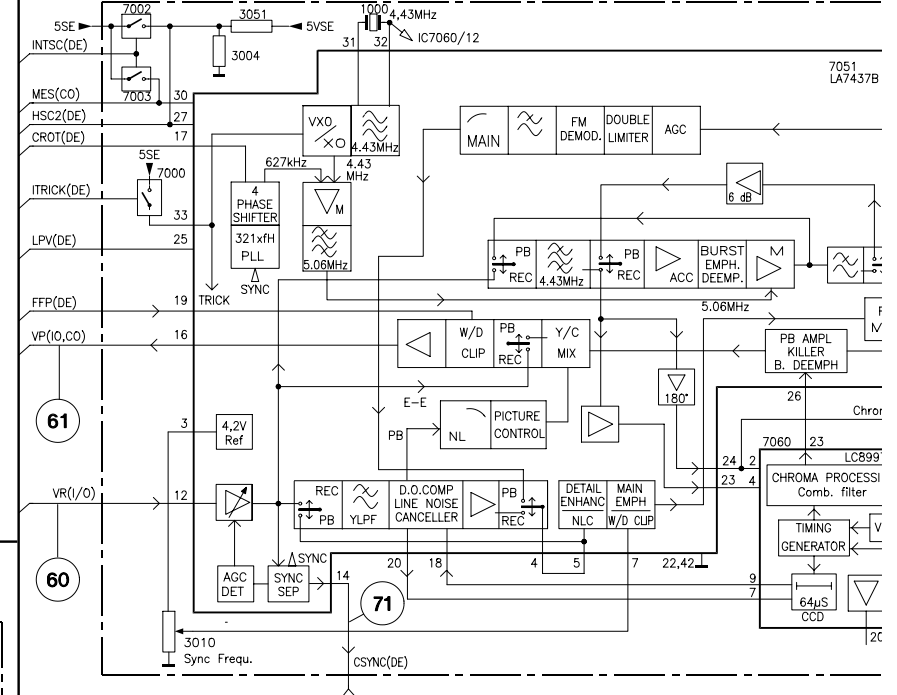 7002
3051
1000
4,43MHz
5SE
5VSE
IC7060/12
INTSC(DE)
3004
31
32
7003
7051
LA7437B
MES(CO)
30
HSC2(DE)
27
CROT(DE)
17
VXO
XO
4.43MHz
MAIN
FM
DEMOD.
DOUBLE
LIMITER
AGC
5SE
7000
627kHz
4.43
MHz
ITRICK(DE)
33
4
PHASE
SHIFTER
M
6 dB
LPV(DE)
25
321xfH
PLL
5.06MHz
PB
REC
4.43MHz
PB
REC
ACC
BURST
EMPH.
DEEMP.
M
SYNC
TRICK
FFP(DE)
19
5.06MHz
VP(IO,CO)
16
W/D
CLIP
PB
REC
Y/C
MIX
PB AMPL
KILLER
B. DEEMPH
M
180°
E-E
26
61
3
4,2V
Ref
PB
NL
PICTURE
CONTROL
Chror
7060
23
24
2
LC899
23
4
VR(I/O)
12
REC
PB
YLPF
D.O.COMP
LINE NOISE
CANCELLER
PB
REC
DETAIL
ENHANC
NLC
MAIN
EMPH
W/D CLIP
CHROMA PROCESSI
Comb. filter
TIMING
GENERATOR
V
SYNC
20
18
4
5
7
22,42
60
AGC
DET
SYNC
SEP
14
71
9
7
64µS
CCD
3010
Sync Frequ.
20
CSYNC(DE)